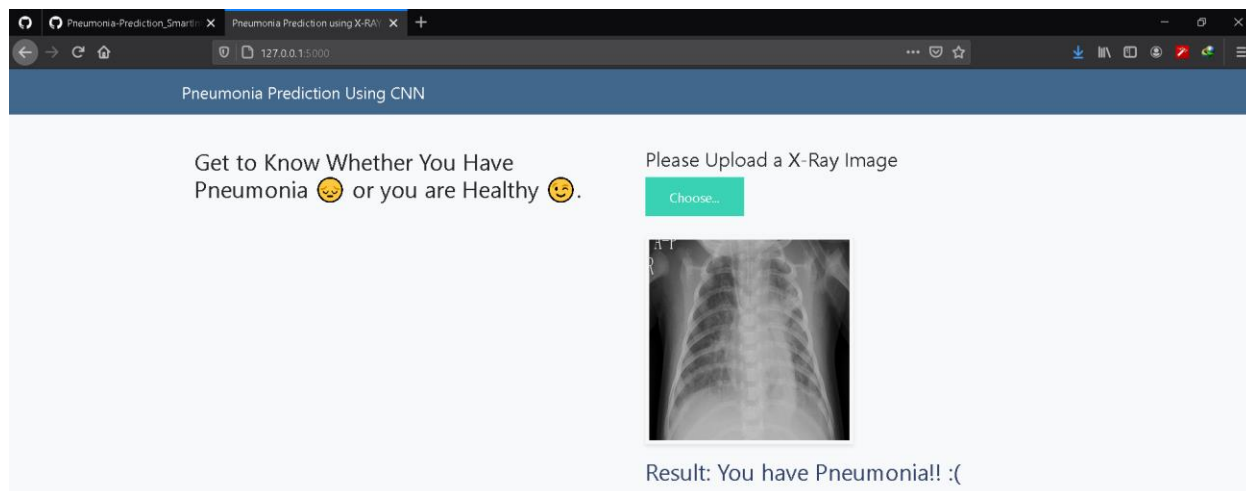 Pneumonia-Prediction_SmartIn
Pneumonia Prediction using X-RAY
127.0.0.1:5000
Pneumonia Prediction Using CNN
Get to Know Whether You Have
Pneumonia 😞 or you are Healthy 😉.
Please Upload a X-Ray Image
Choose...
A-P
R
Result: You have Pneumonia!! :(